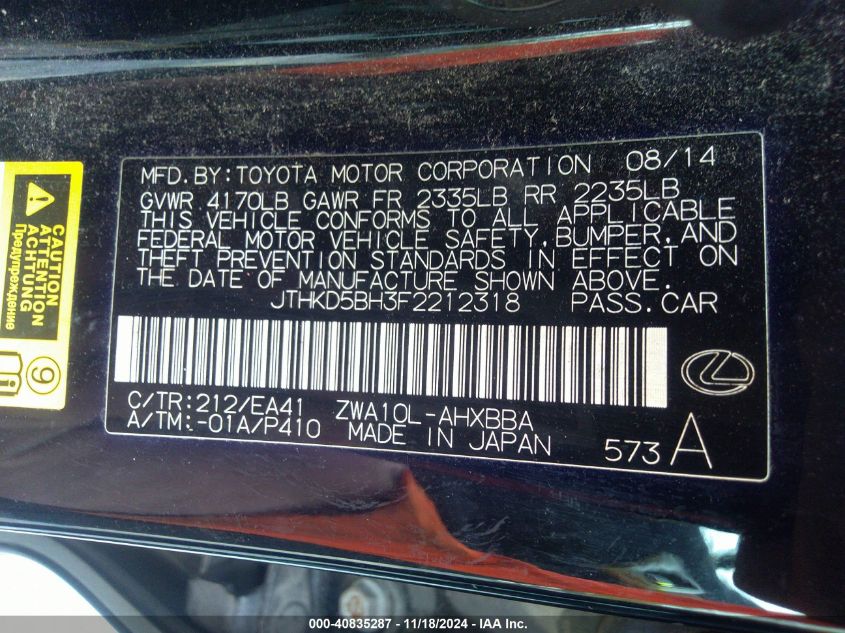 MFD.BY:TOYOTA MOTOR CORPORATION 08/14
GVWR 4170LB GAWR FR 2335LB RR 2235LB
THIS VEHICLE CONFORMS TO ALL APPLICABLE
FEDERAL MOTOR VEHICLE SAFETY,BUMPER,AND
THEFT PREVENTION STANDARDS IN EFFECT ON
THE DATE OF MANUFACTURE SHOWN ABOVE.
JTHKD5BH3F2212318 PASS.CAR
C/TR:212/EA41 ZWA10L-AHXBBA
A/TM:-01A/P410 MADE IN JAPAN 573A
CAUTION
ATTENTION
ACHTUNG
Предупреждение
9
000-40835287 - 11/18/2024 - IAA Inc.